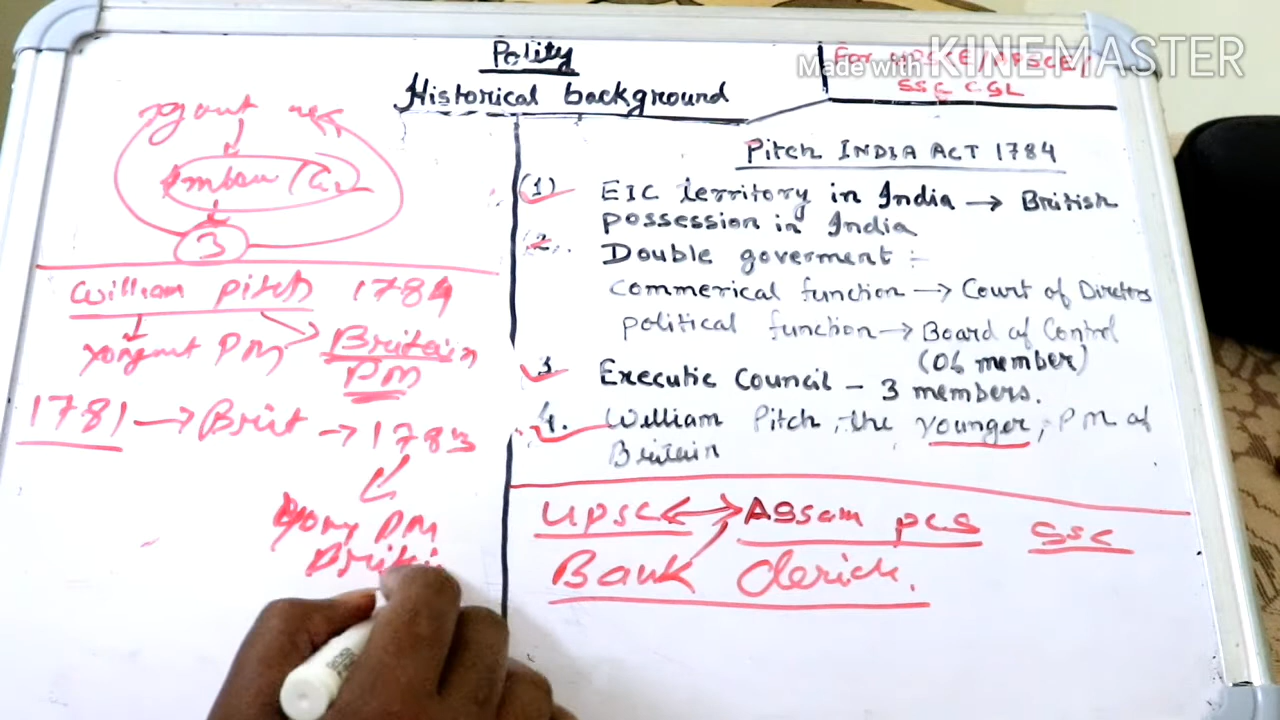 Polity
Historical background
Made with KINEMASTER
SSC CGL
3
William pitch 1784
PM
Britain
PM
1781 → Brit → 1783
PM
Pitch INDIA ACT 1784
(1) EIC territory in India → British
possession in India
2. Double goverment :-
commerical function → Court of Directors
political function → Board of Control
(06 member)
3 Executic Council - 3 members.
4. William Pitch, the younger, PM of
Britain
UPSC ↔ Assam pcs SSC
Bank clerick.